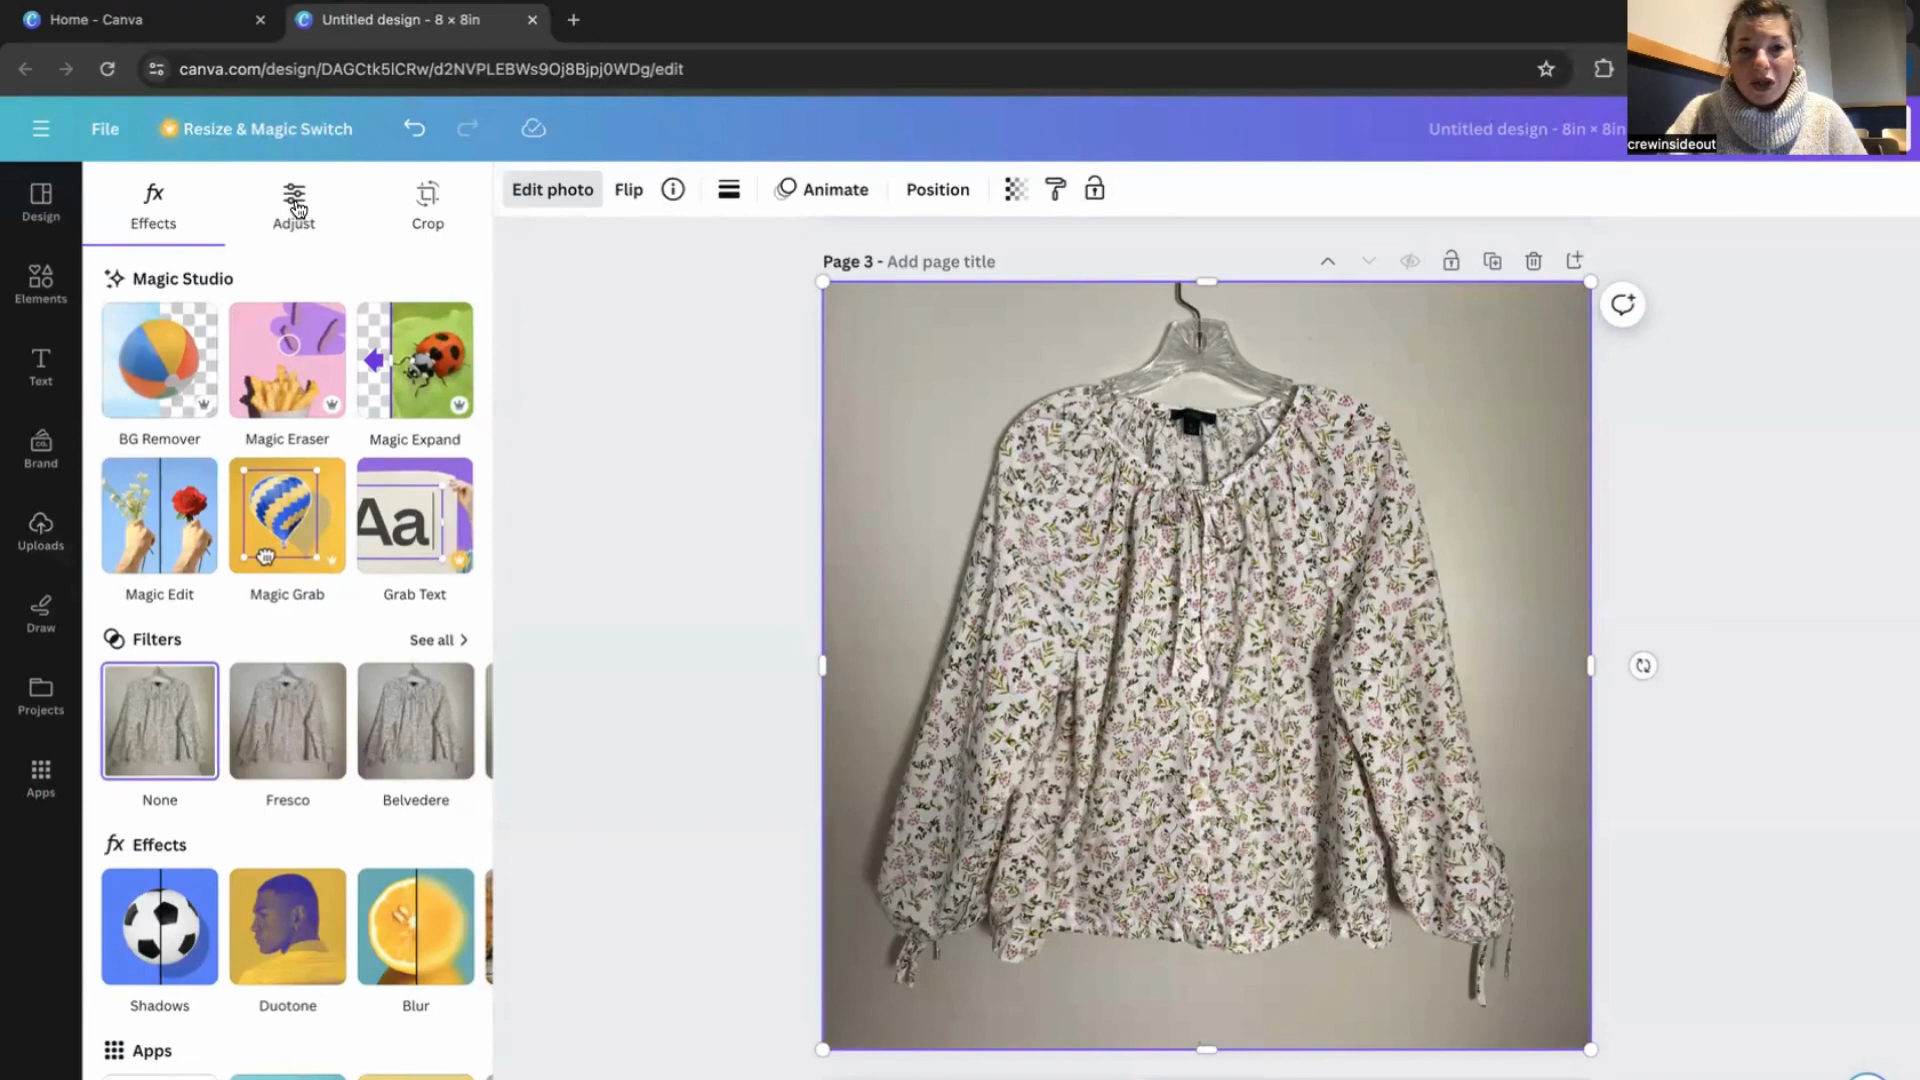 Home - Canva
Untitled design - 8 × 8in
canva.com/design/DAGCtk5lCRw/d2NVPLEBWs9Oj8Bjpj0WDg/edit
File
Resize & Magic Switch
Untitled design - 8in × 8in
crewinsideout
Design
Elements
Text
Brand
Uploads
Draw
Projects
Apps
fx
Effects
Adjust
Crop
Edit photo
Flip
Animate
Position
Magic Studio
BG Remover
Magic Eraser
Magic Expand
Aa
Magic Edit
Magic Grab
Grab Text
Filters
See all
None
Fresco
Belvedere
fx Effects
Shadows
Duotone
Blur
Apps
Page 3 - Add page title